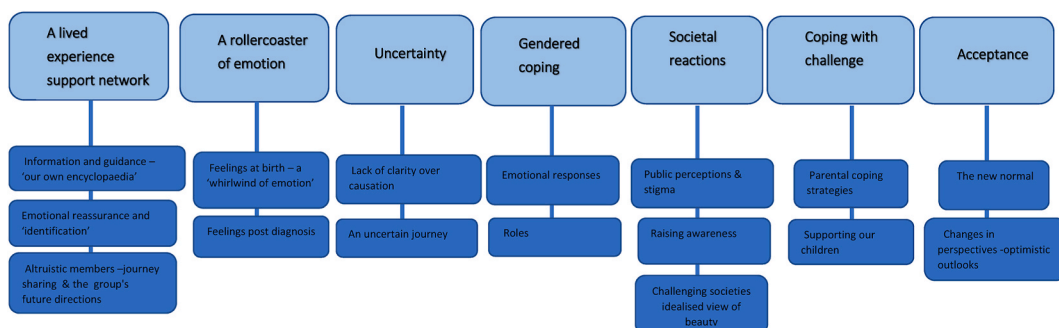 A lived
experience
support network
Information and guidance –
‘our own encyclopaedia’
Emotional reassurance and
‘identification’
Altruistic members –journey
sharing & the group's
future directions
A rollercoaster
of emotion
Feelings at birth – a
‘whirlwind of emotion’
Feelings post diagnosis
Uncertainty
Lack of clarity over
causation
An uncertain journey
Gendered
coping
Emotional responses
Roles
Societal
reactions
Public perceptions &
stigma
Raising awareness
Challenging societies
idealised view of
beauty
Coping with
challenge
Parental coping
strategies
Supporting our
children
Acceptance
The new normal
Changes in
perspectives -optimistic
outlooks